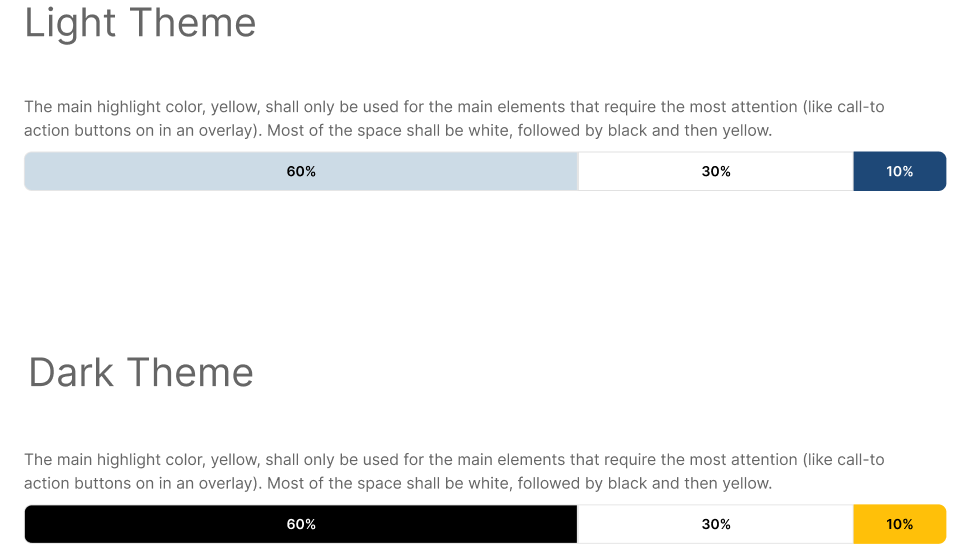 Light Theme
The main highlight color, yellow, shall only be used for the main elements that require the most attention (like call-to
action buttons on in an overlay). Most of the space shall be white, followed by black and then yellow.
60% 30% 10%
Dark Theme
The main highlight color, yellow, shall only be used for the main elements that require the most attention (like call-to
action buttons on in an overlay). Most of the space shall be white, followed by black and then yellow.
60% 30% 10%